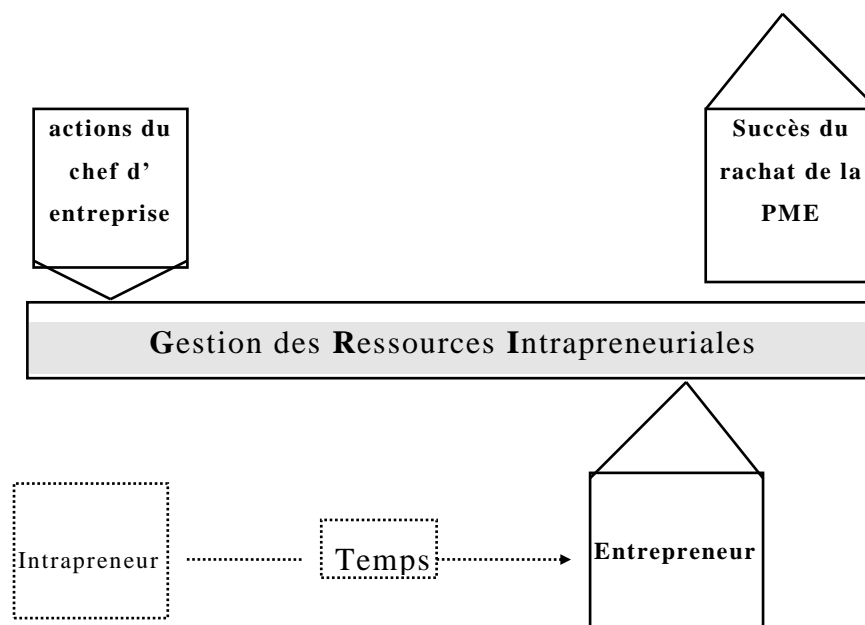 actions du
chef d'
entreprise
Succès du
rachat de la
PME
Gestion des Ressources Intrapreneuriales
Intrapreneur
Temps
Entrepreneur